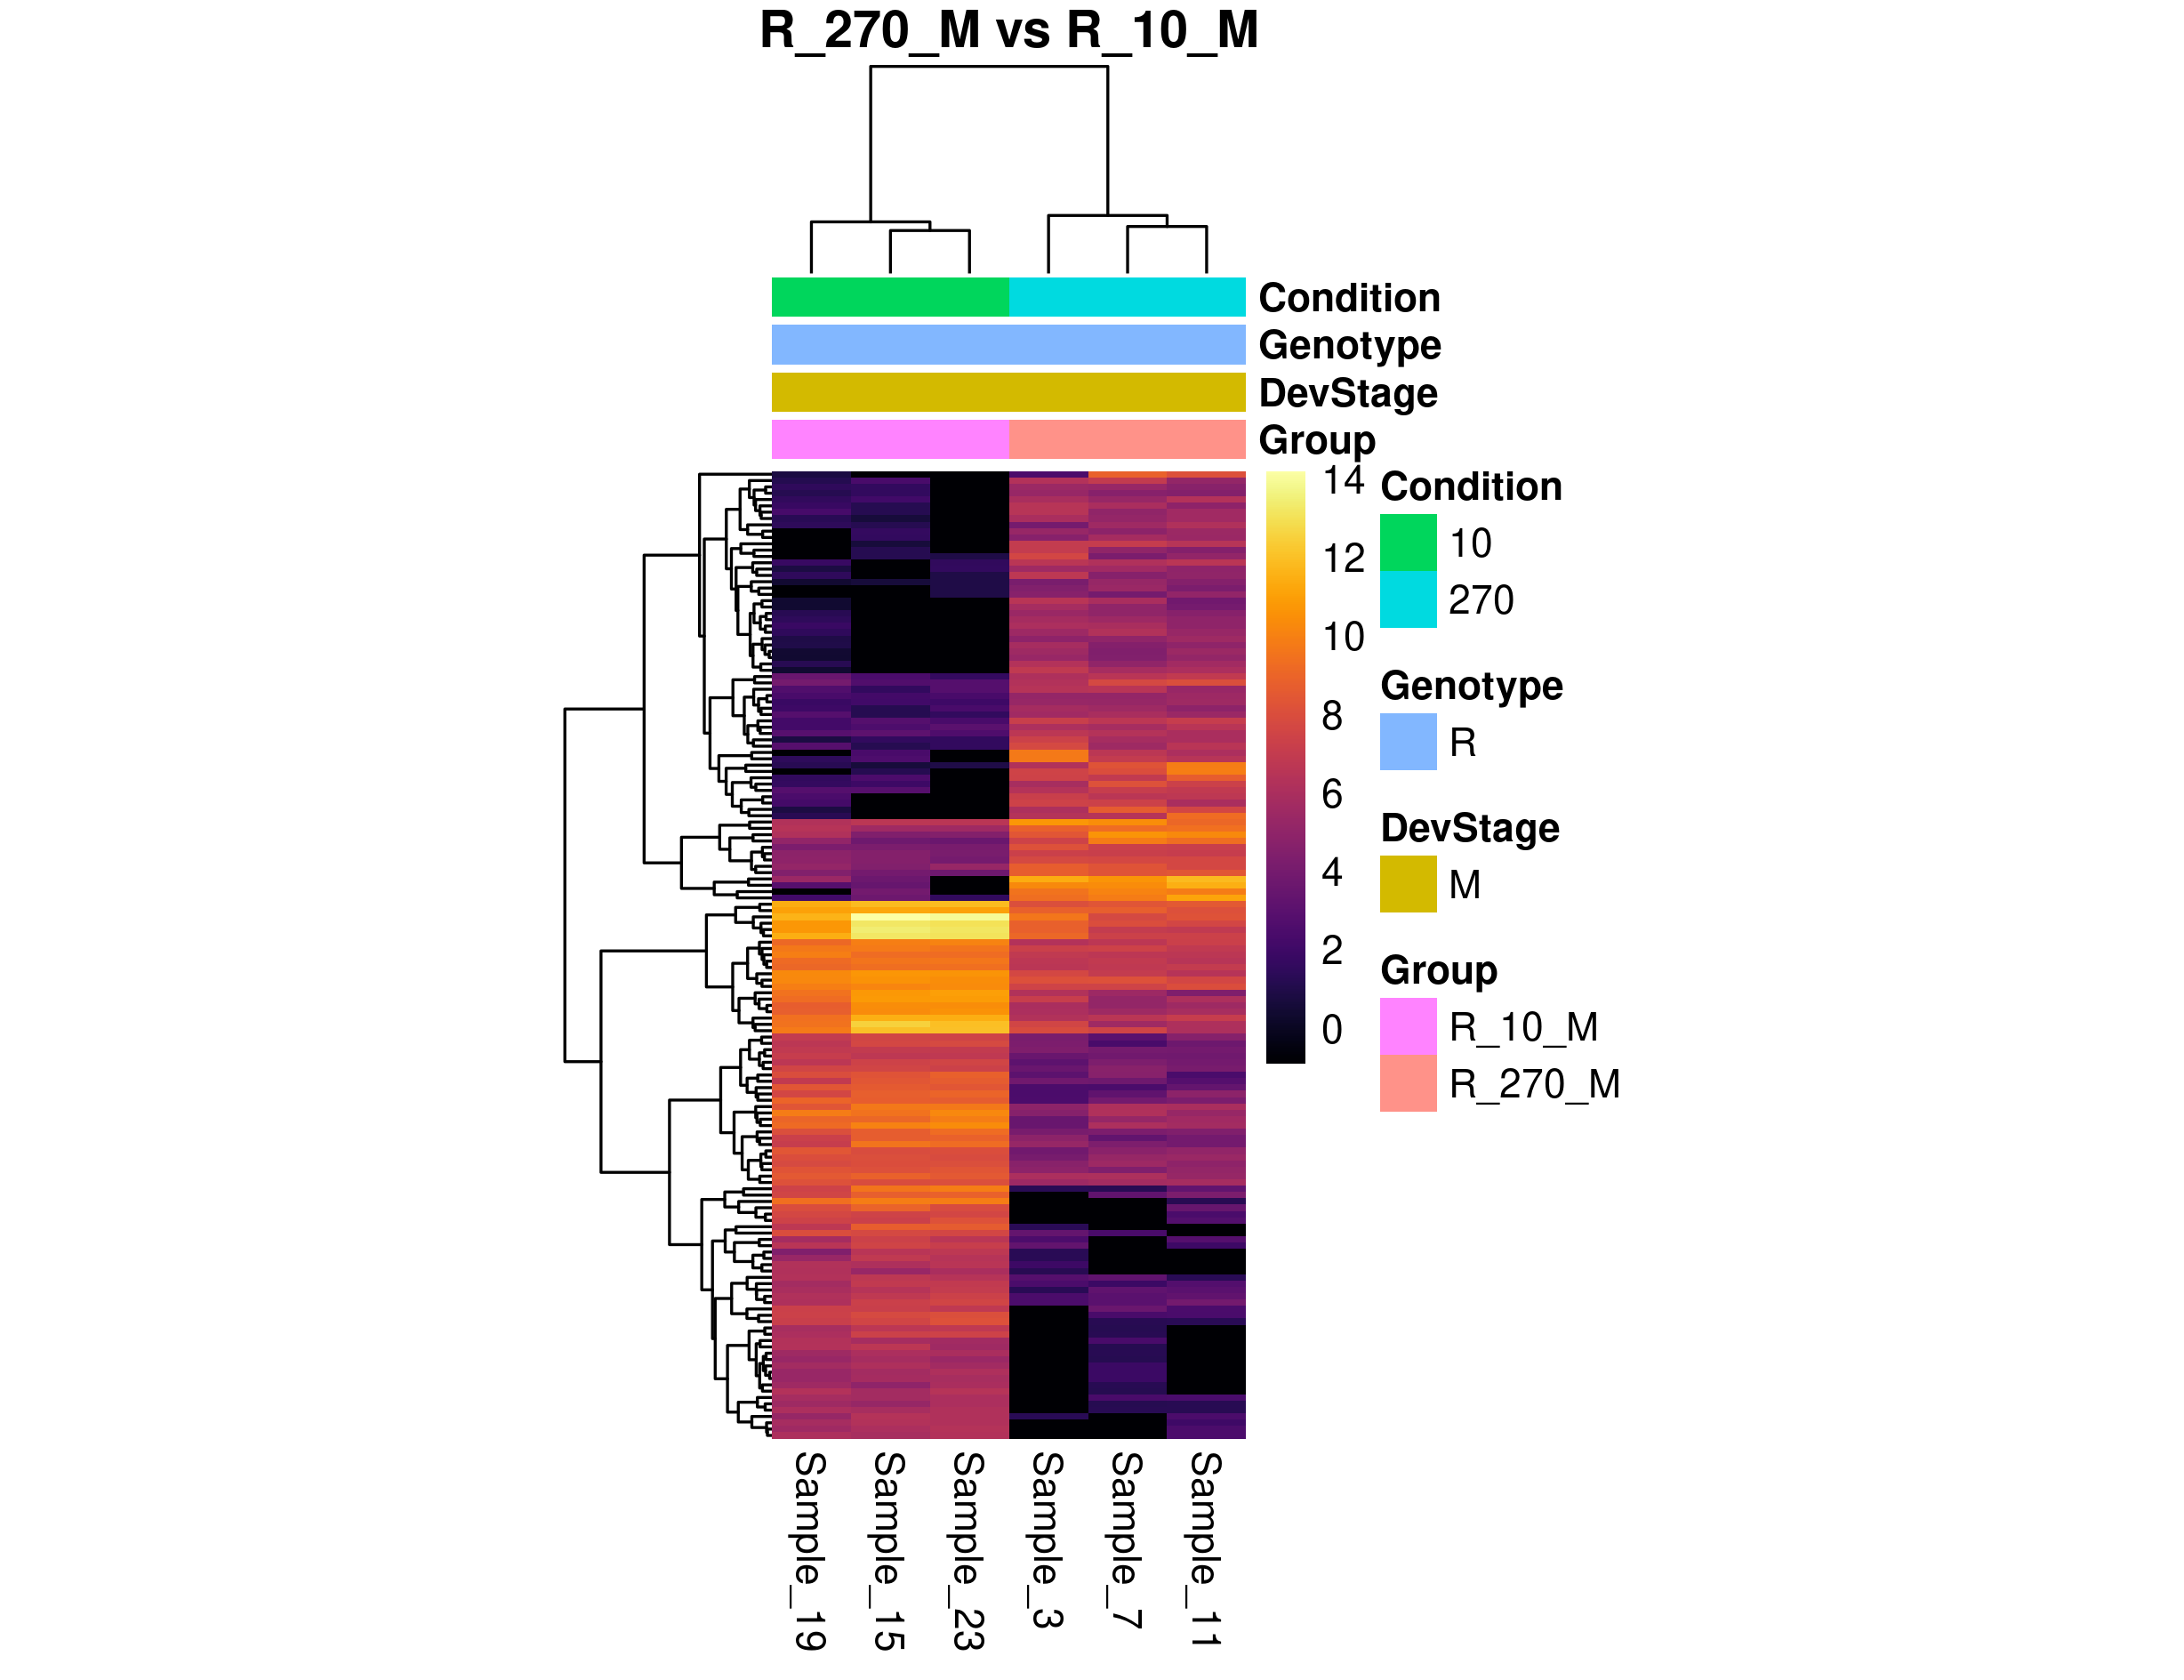 R_270_M vs R_10_M
Condition
Genotype
DevStage
Group
14
12
10
8
6
4
2
0
Condition
10
270
Genotype
R
DevStage
M
Group
R_10_M
R_270_M
Sample_19
Sample_15
Sample_23
Sample_3
Sample_7
Sample_11